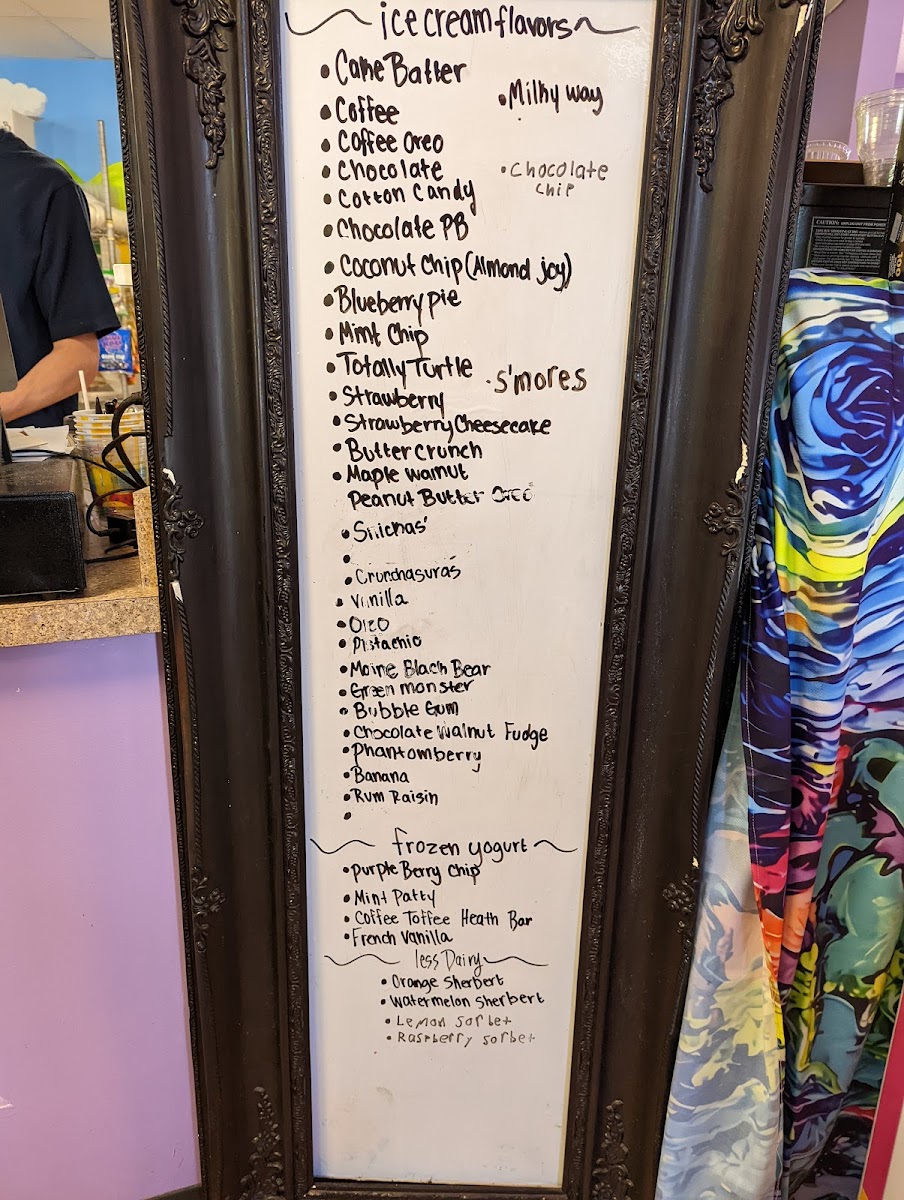 ice cream flavors
• Cake Batter
• Milky way
• Coffee
• Coffee Oreo
• Chocolate
• Chocolate
Chip
• Cotton Candy
• Chocolate PB
• Coconut Chip (Almond joy)
• Blueberry pie
• Mint Chip
• Totally Turtle
• S'mores
• Strawberry
• Strawberry Cheesecake
• Butter Crunch
• Maple walnut
Peanut Butter Oreo
•
•
•
• Vanilla
• Oreo
• Pistachio
• Maine Black Bear
• Green monster
• Bubble Gum
• Chocolate Walnut Fudge
• Phantomberry
• Banana
• Rum Raisin
•
frozen yogurt
• Purple Berry Chip
• Mint Patty
• Coffee Toffee Heath Bar
• French Vanilla
less Dairy
• Orange Sherbert
• Watermelon Sherbert
• Lemon Sorbet
• Raspberry Sorbet
CAUTION: